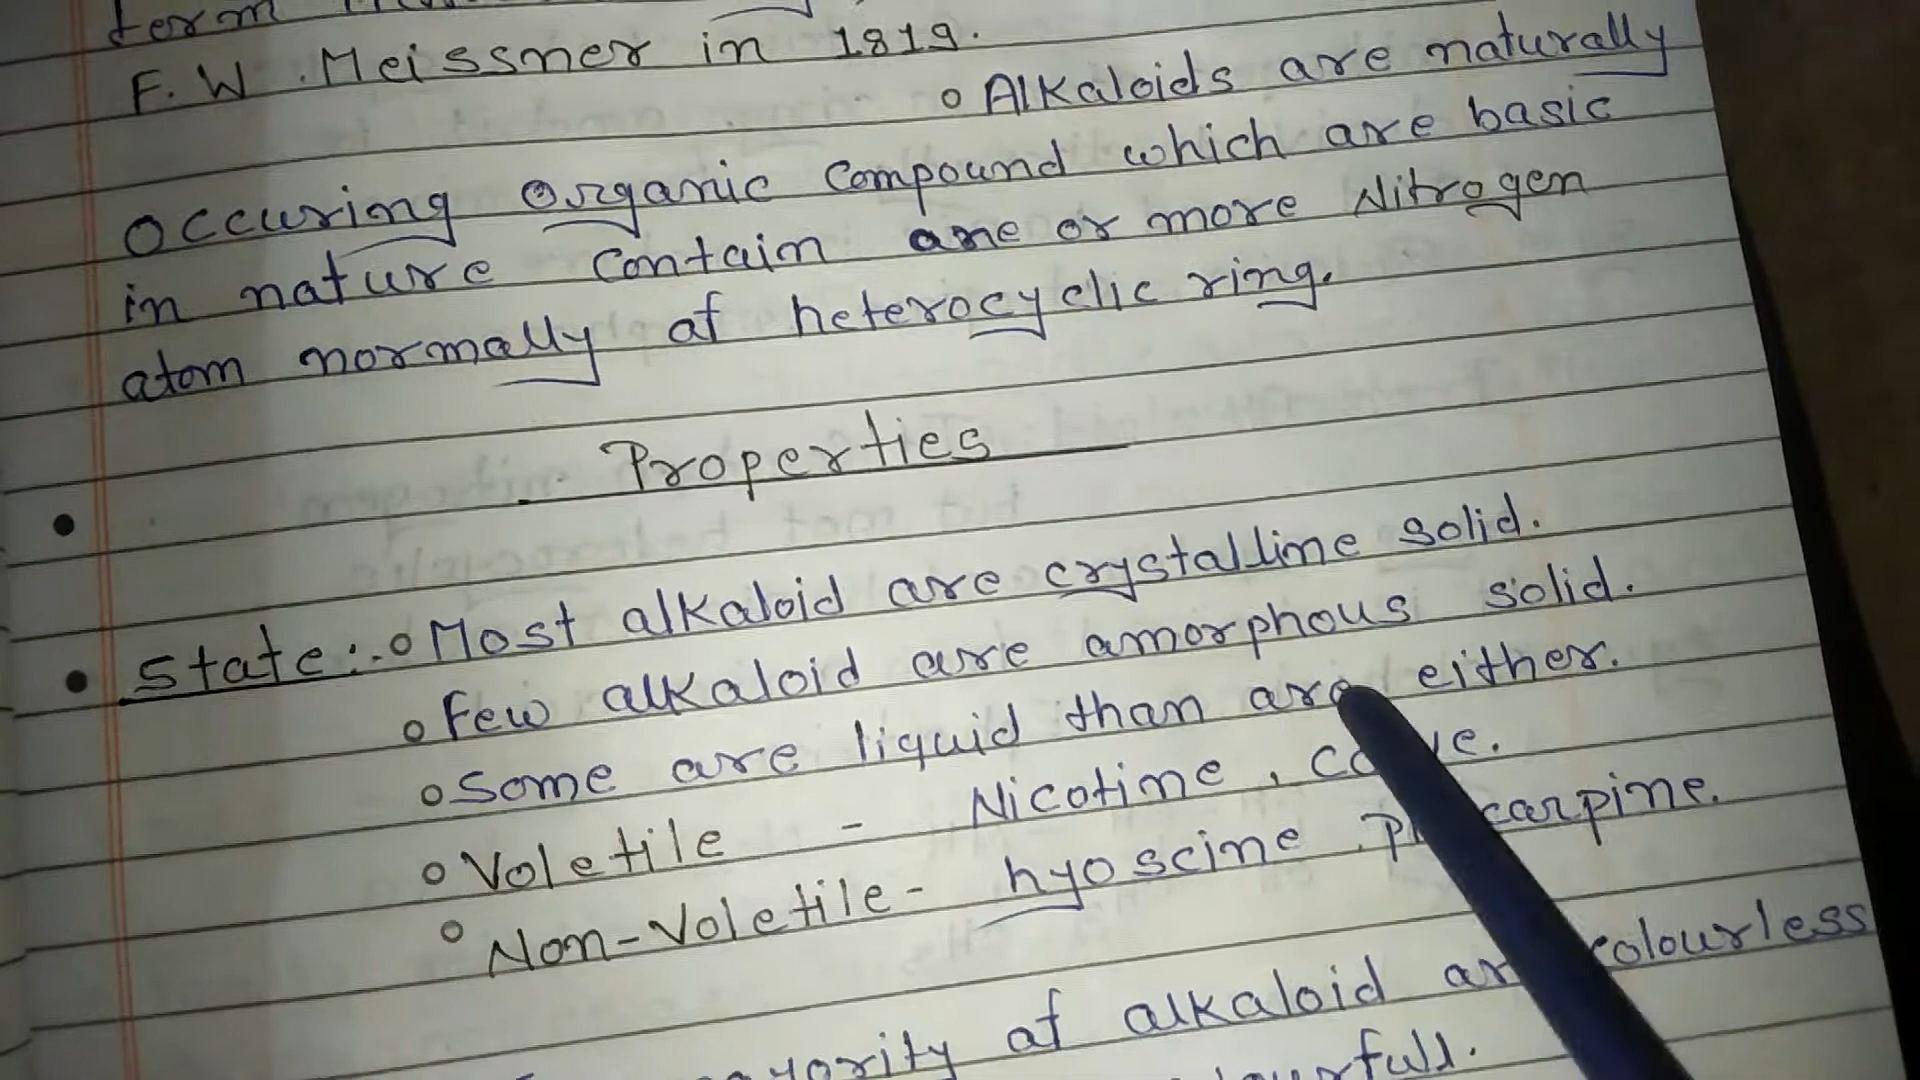 term
F. W. Meissner in 1819.
o Alkaloids are naturally
Occuring organic compound which are basic
in nature contain one or more Nitrogen
atom normally of heterocyclic ring.
Properties
• State:- o Most alkaloid are crystalline solid.
o Few alkaloid are amorphous solid.
o Some are liquid than are either.
o Voletile - Nicotine,
o Non-Voletile - hyoscine
of alkaloid are colourless